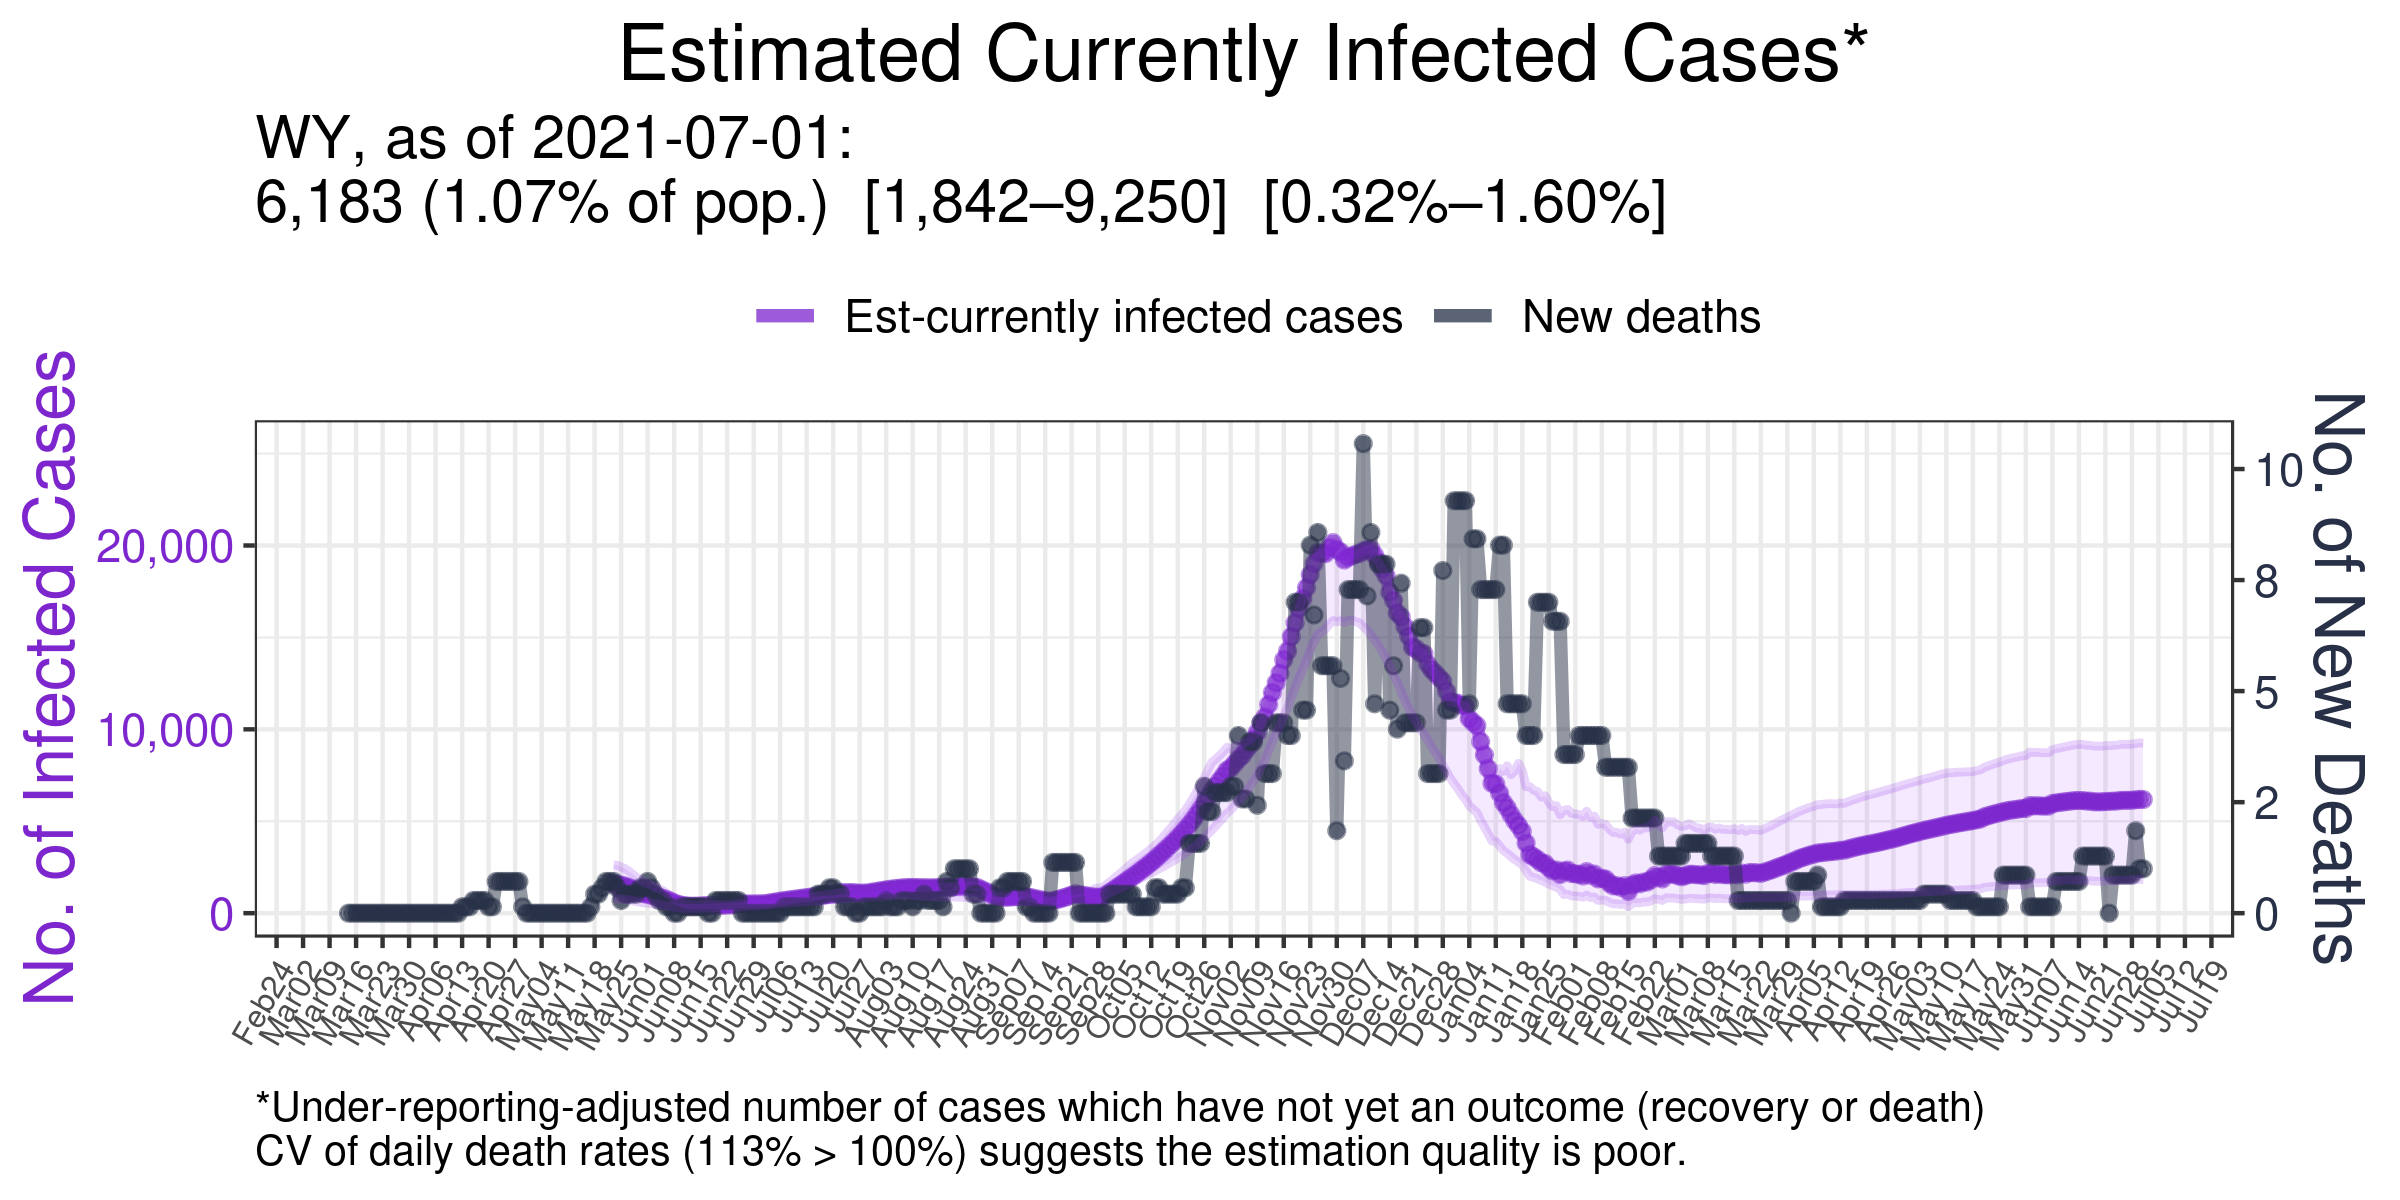 Estimated Currently Infected Cases*
WY, as of 2021-07-01:
6,183 (1.07% of pop.)  [1,842–9,250]  [0.32%–1.60%]
Est-currently infected cases
New deaths
No. of Infected Cases
20,000
10,000
0
10
8
5
2
0
No. of New Deaths
Feb24
Mar02
Mar09
Mar16
Mar23
Mar30
Apr06
Apr13
Apr20
Apr27
May04
May11
May18
May25
Jun01
Jun08
Jun15
Jun22
Jun29
Jul06
Jul13
Jul20
Jul27
Aug03
Aug10
Aug17
Aug24
Aug31
Sep07
Sep14
Sep21
Sep28
Oct05
Oct12
Oct19
Oct26
Nov02
Nov09
Nov16
Nov23
Nov30
Dec07
Dec14
Dec21
Dec28
Jan04
Jan11
Jan18
Jan25
Feb01
Feb08
Feb15
Feb22
Mar01
Mar08
Mar15
Mar22
Mar29
Apr05
Apr12
Apr19
Apr26
May03
May10
May17
May24
May31
Jun07
Jun14
Jun21
Jun28
Jul05
Jul12
Jul19
*Under-reporting-adjusted number of cases which have not yet an outcome (recovery or death)
CV of daily death rates (113% > 100%) suggests the estimation quality is poor.